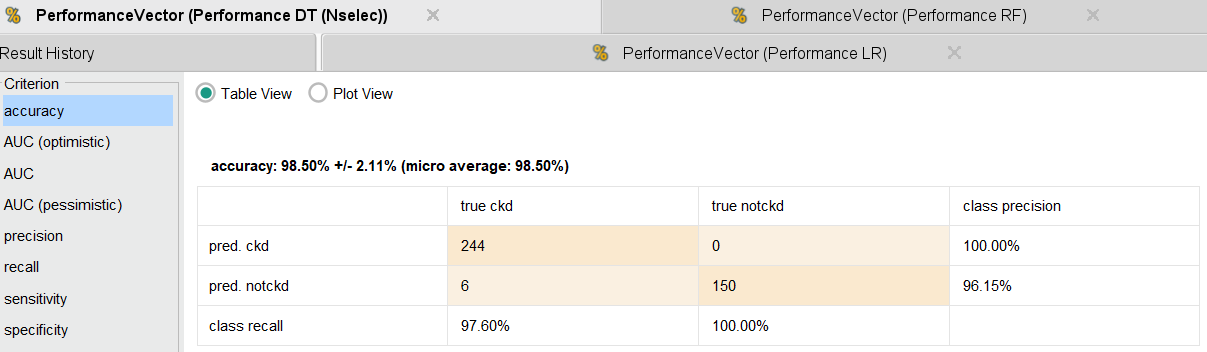 PerformanceVector (Performance DT (Nselec))
PerformanceVector (Performance RF)
Result History
PerformanceVector (Performance LR)
Criterion
accuracy
AUC (optimistic)
AUC
AUC (pessimistic)
precision
recall
sensitivity
specificity
Table View Plot View
accuracy: 98.50% +/- 2.11% (micro average: 98.50%)
true ckd true notckd class precision
pred. ckd 244 0 100.00%
pred. notckd 6 150 96.15%
class recall 97.60% 100.00%